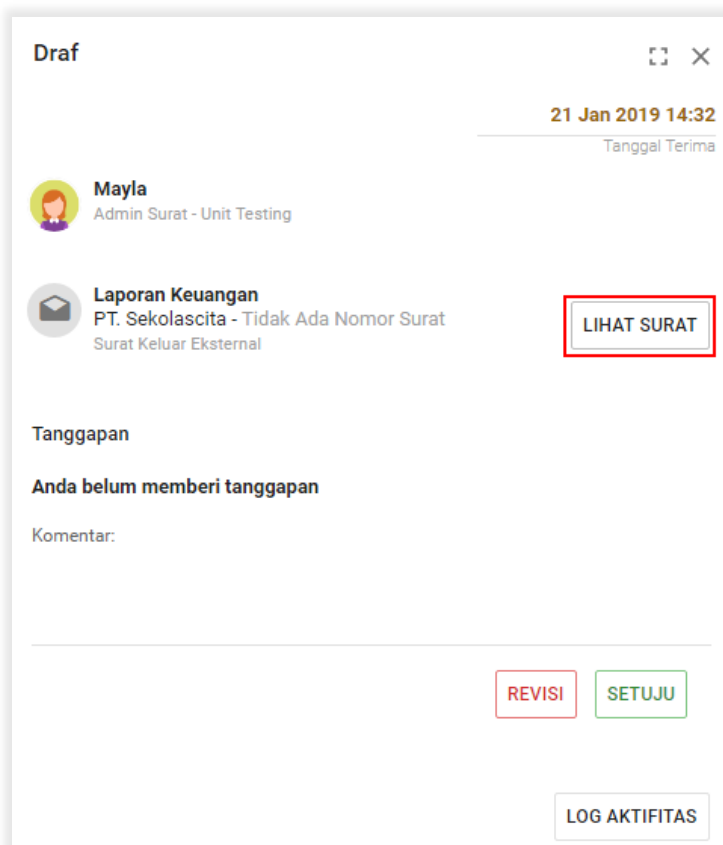 Draf
21 Jan 2019 14:32
Tanggal Terima
Mayla
Admin Surat - Unit Testing
Laporan Keuangan
PT. Sekolascita - Tidak Ada Nomor Surat
Surat Keluar Eksternal
LIHAT SURAT
Tanggapan
Anda belum memberi tanggapan
Komentar:
REVISI SETUJU
LOG AKTIFITAS